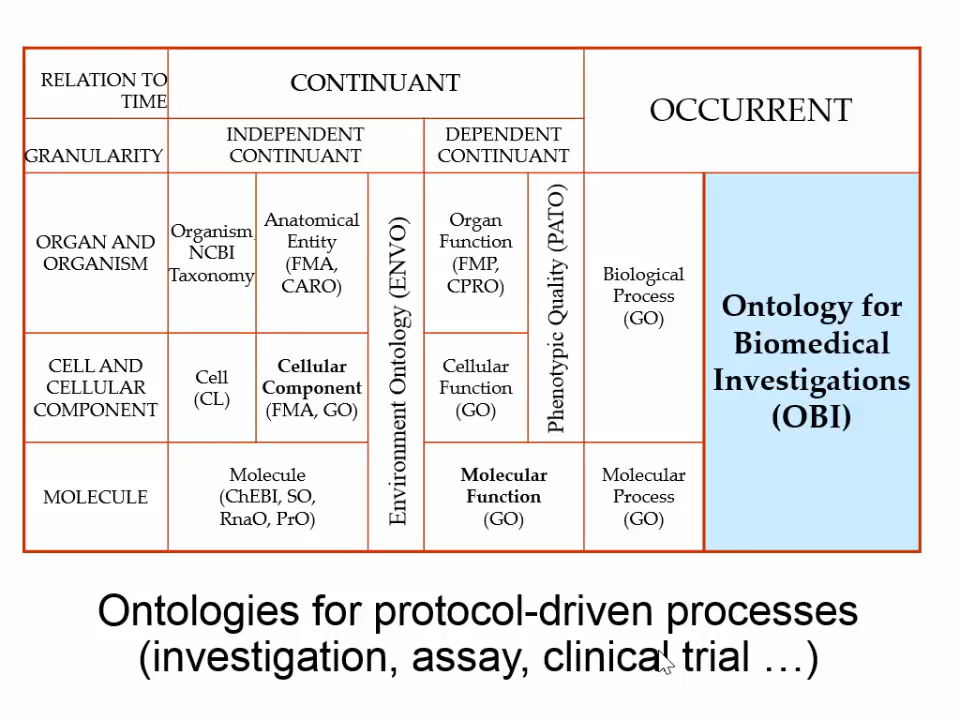 RELATION TO
TIME
CONTINUANT
OCCURRENT
GRANULARITY
INDEPENDENT
CONTINUANT
DEPENDENT
CONTINUANT
ORGAN AND
ORGANISM
Organism
NCBI
Taxonomy
Anatomical
Entity
(FMA,
CARO)
Environment Ontology (ENVO)
Organ
Function
(FMP,
CPRO)
Phenotypic Quality (PATO)
Biological
Process
(GO)
Ontology for
Biomedical
Investigations
(OBI)
CELL AND
CELLULAR
COMPONENT
Cell
(CL)
Cellular
Component
(FMA, GO)
Cellular
Function
(GO)
MOLECULE
Molecule
(ChEBI, SO,
RnaO, PrO)
Molecular
Function
(GO)
Molecular
Process
(GO)
Ontologies for protocol-driven processes
(investigation, assay, clinical trial …)